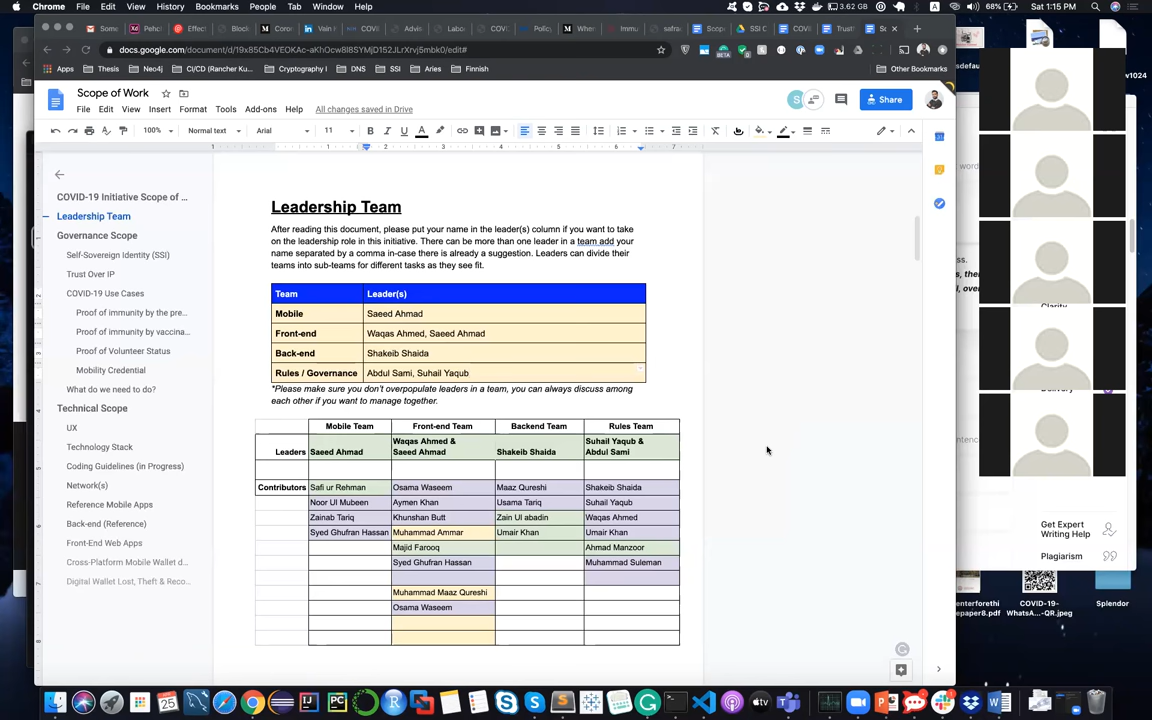 Chrome File Edit View History Bookmarks People Tab Window Help 3.62 GB 68% Sat 1:15 PM
docs.google.com/document/d/19x85Cb4VEOKAc-aKhOcw8l8SYMjD152JLrXrvj5mbk0/edit#
Apps Thesis Neo4j CI/CD (Rancher Ku... Cryptography I DNS SSI Aries Finnish Other Bookmarks
Scope of Work
File Edit View Insert Format Tools Add-ons Help All changes saved in Drive
Share
100% Normal text Arial 11
COVID-19 Initiative Scope of ...
Leadership Team
Governance Scope
Self-Sovereign Identity (SSI)
Trust Over IP
COVID-19 Use Cases
Proof of immunity by the pre...
Proof of immunity by vaccina...
Proof of Volunteer Status
Mobility Credential
What do we need to do?
Technical Scope
UX
Technology Stack
Coding Guidelines (in Progress)
Network(s)
Reference Mobile Apps
Back-end (Reference)
Front-End Web Apps
Cross-Platform Mobile Wallet d...
Digital Wallet Lost, Theft & Reco...
Leadership Team
After reading this document, please put your name in the leader(s) column if you want to take
on the leadership role in this initiative. There can be more than one leader in a team add your
name separated by a comma in-case there is already a suggestion. Leaders can divide their
teams into sub-teams for different tasks as they see fit.
Team Leader(s)
Mobile Saeed Ahmad
Front-end Waqas Ahmed, Saeed Ahmad
Back-end Shakeib Shaida
Rules / Governance Abdul Sami, Suhail Yaqub
*Please make sure you don't overpopulate leaders in a team, you can always discuss among
each other if you want to manage together.
Mobile Team Front-end Team Backend Team Rules Team
Leaders Saeed Ahmad Waqas Ahmed & Saeed Ahmad Shakeib Shaida Suhail Yaqub & Abdul Sami
Contributors Safi ur Rehman Osama Waseem Maaz Qureshi Shakeib Shaida
Noor Ul Mubeen Aymen Khan Usama Tariq Suhail Yaqub
Zainab Tariq Khunshan Butt Zain Ul abadin Waqas Ahmed
Syed Ghufran Hassan Muhammad Ammar Umair Khan Umair Khan
Majid Farooq Ahmad Manzoor
Syed Ghufran Hassan Muhammad Suleman
Muhammad Maaz Qureshi
Osama Waseem
Get Expert
Writing Help
Plagiarism
COVID-19-
WhatsA...-QR.jpeg
Splendor